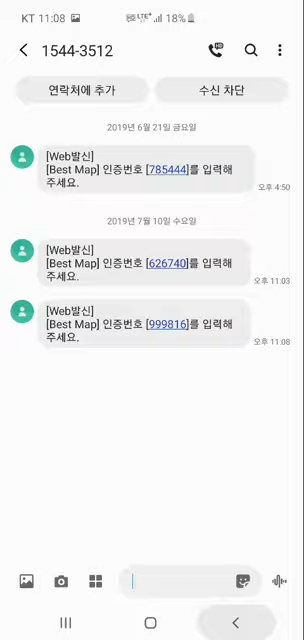 KT 11:08 LTE+ 18%
1544-3512
연락처에 추가
수신 차단
2019년 6월 21일 금요일
[Web발신]
[Best Map] 인증번호 [785444]를 입력해
주세요.
오후 4:50
2019년 7월 10일 수요일
[Web발신]
[Best Map] 인증번호 [626740]를 입력해
주세요.
오후 11:03
[Web발신]
[Best Map] 인증번호 [999816]를 입력해
주세요.
오후 11:08